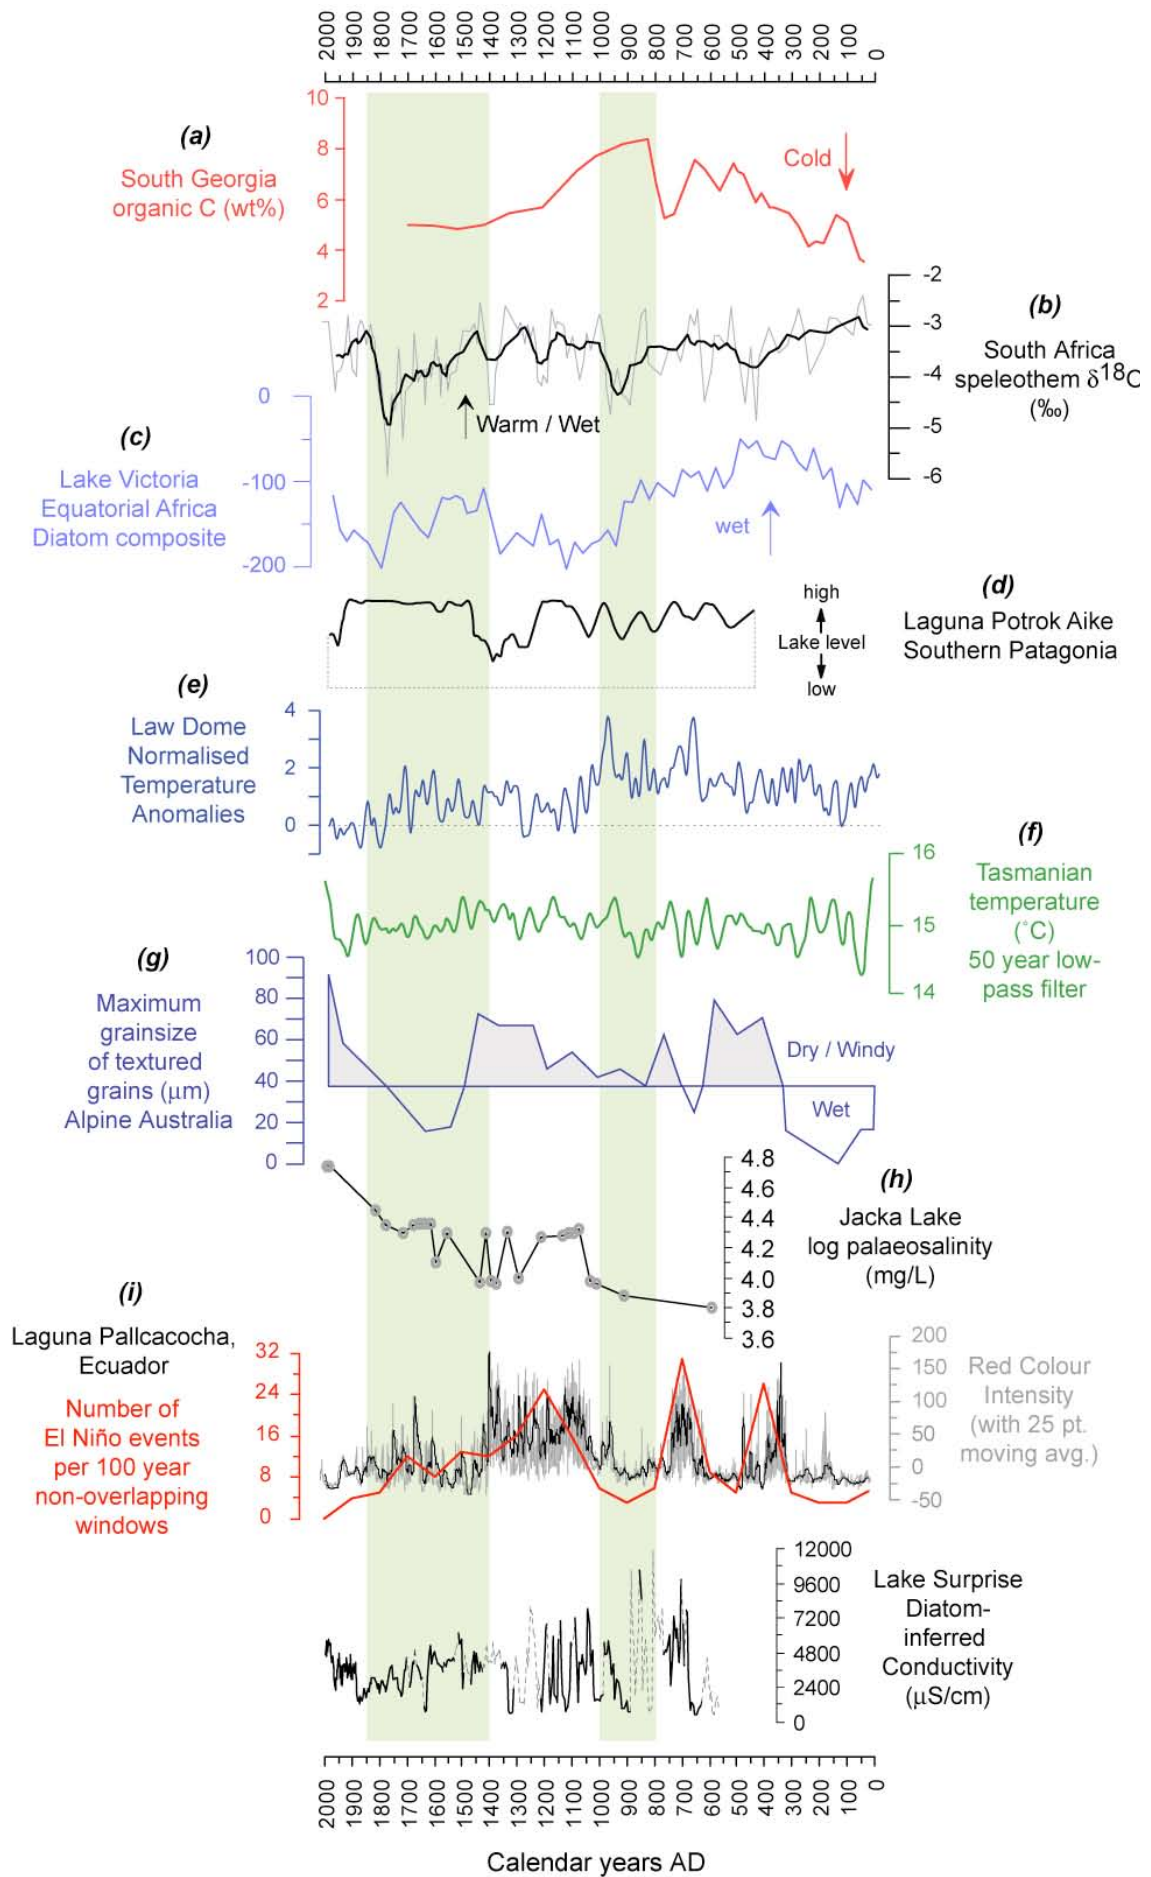 2000 1900 1800 1700 1600 1500 1400 1300 1200 1100 1000 900 800 700 600 500 400 300 200 100 0
(a)
South Georgia
organic C (wt%)
10
8
6
4
2
Cold
(b)
South Africa
speleothem δ18O
(‰)
-2
-3
-4
-5
-6
Warm / Wet
(c)
Lake Victoria
Equatorial Africa
Diatom composite
0
-100
-200
wet
(d)
Laguna Potrok Aike
Southern Patagonia
high
Lake level
low
(e)
Law Dome
Normalised
Temperature
Anomalies
4
2
0
(f)
Tasmanian
temperature
(°C)
50 year low-
pass filter
16
15
14
(g)
Maximum
grainsize
of textured
grains (μm)
Alpine Australia
100
80
60
40
20
0
Dry / Windy
Wet
(h)
Jacka Lake
log palaeosalinity
(mg/L)
4.8
4.6
4.4
4.2
4.0
3.8
3.6
(i)
Laguna Pallcacocha,
Ecuador
Number of
El Niño events
per 100 year
non-overlapping
windows
32
24
16
8
0
200
150
100
50
0
-50
Red Colour
Intensity
(with 25 pt.
moving avg.)
12000
9600
7200
4800
2400
0
Lake Surprise
Diatom-
inferred
Conductivity
(μS/cm)
2000 1900 1800 1700 1600 1500 1400 1300 1200 1100 1000 900 800 700 600 500 400 300 200 100 0
Calendar years AD